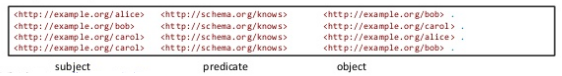 <http://example.org/alice> <http://schema.org/knows> <http://example.org/bob> .
<http://example.org/bob> <http://schema.org/knows> <http://example.org/carol> .
<http://example.org/carol> <http://schema.org/knows> <http://example.org/alice> .
<http://example.org/carol> <http://schema.org/knows> <http://example.org/bob> .
subject predicate object